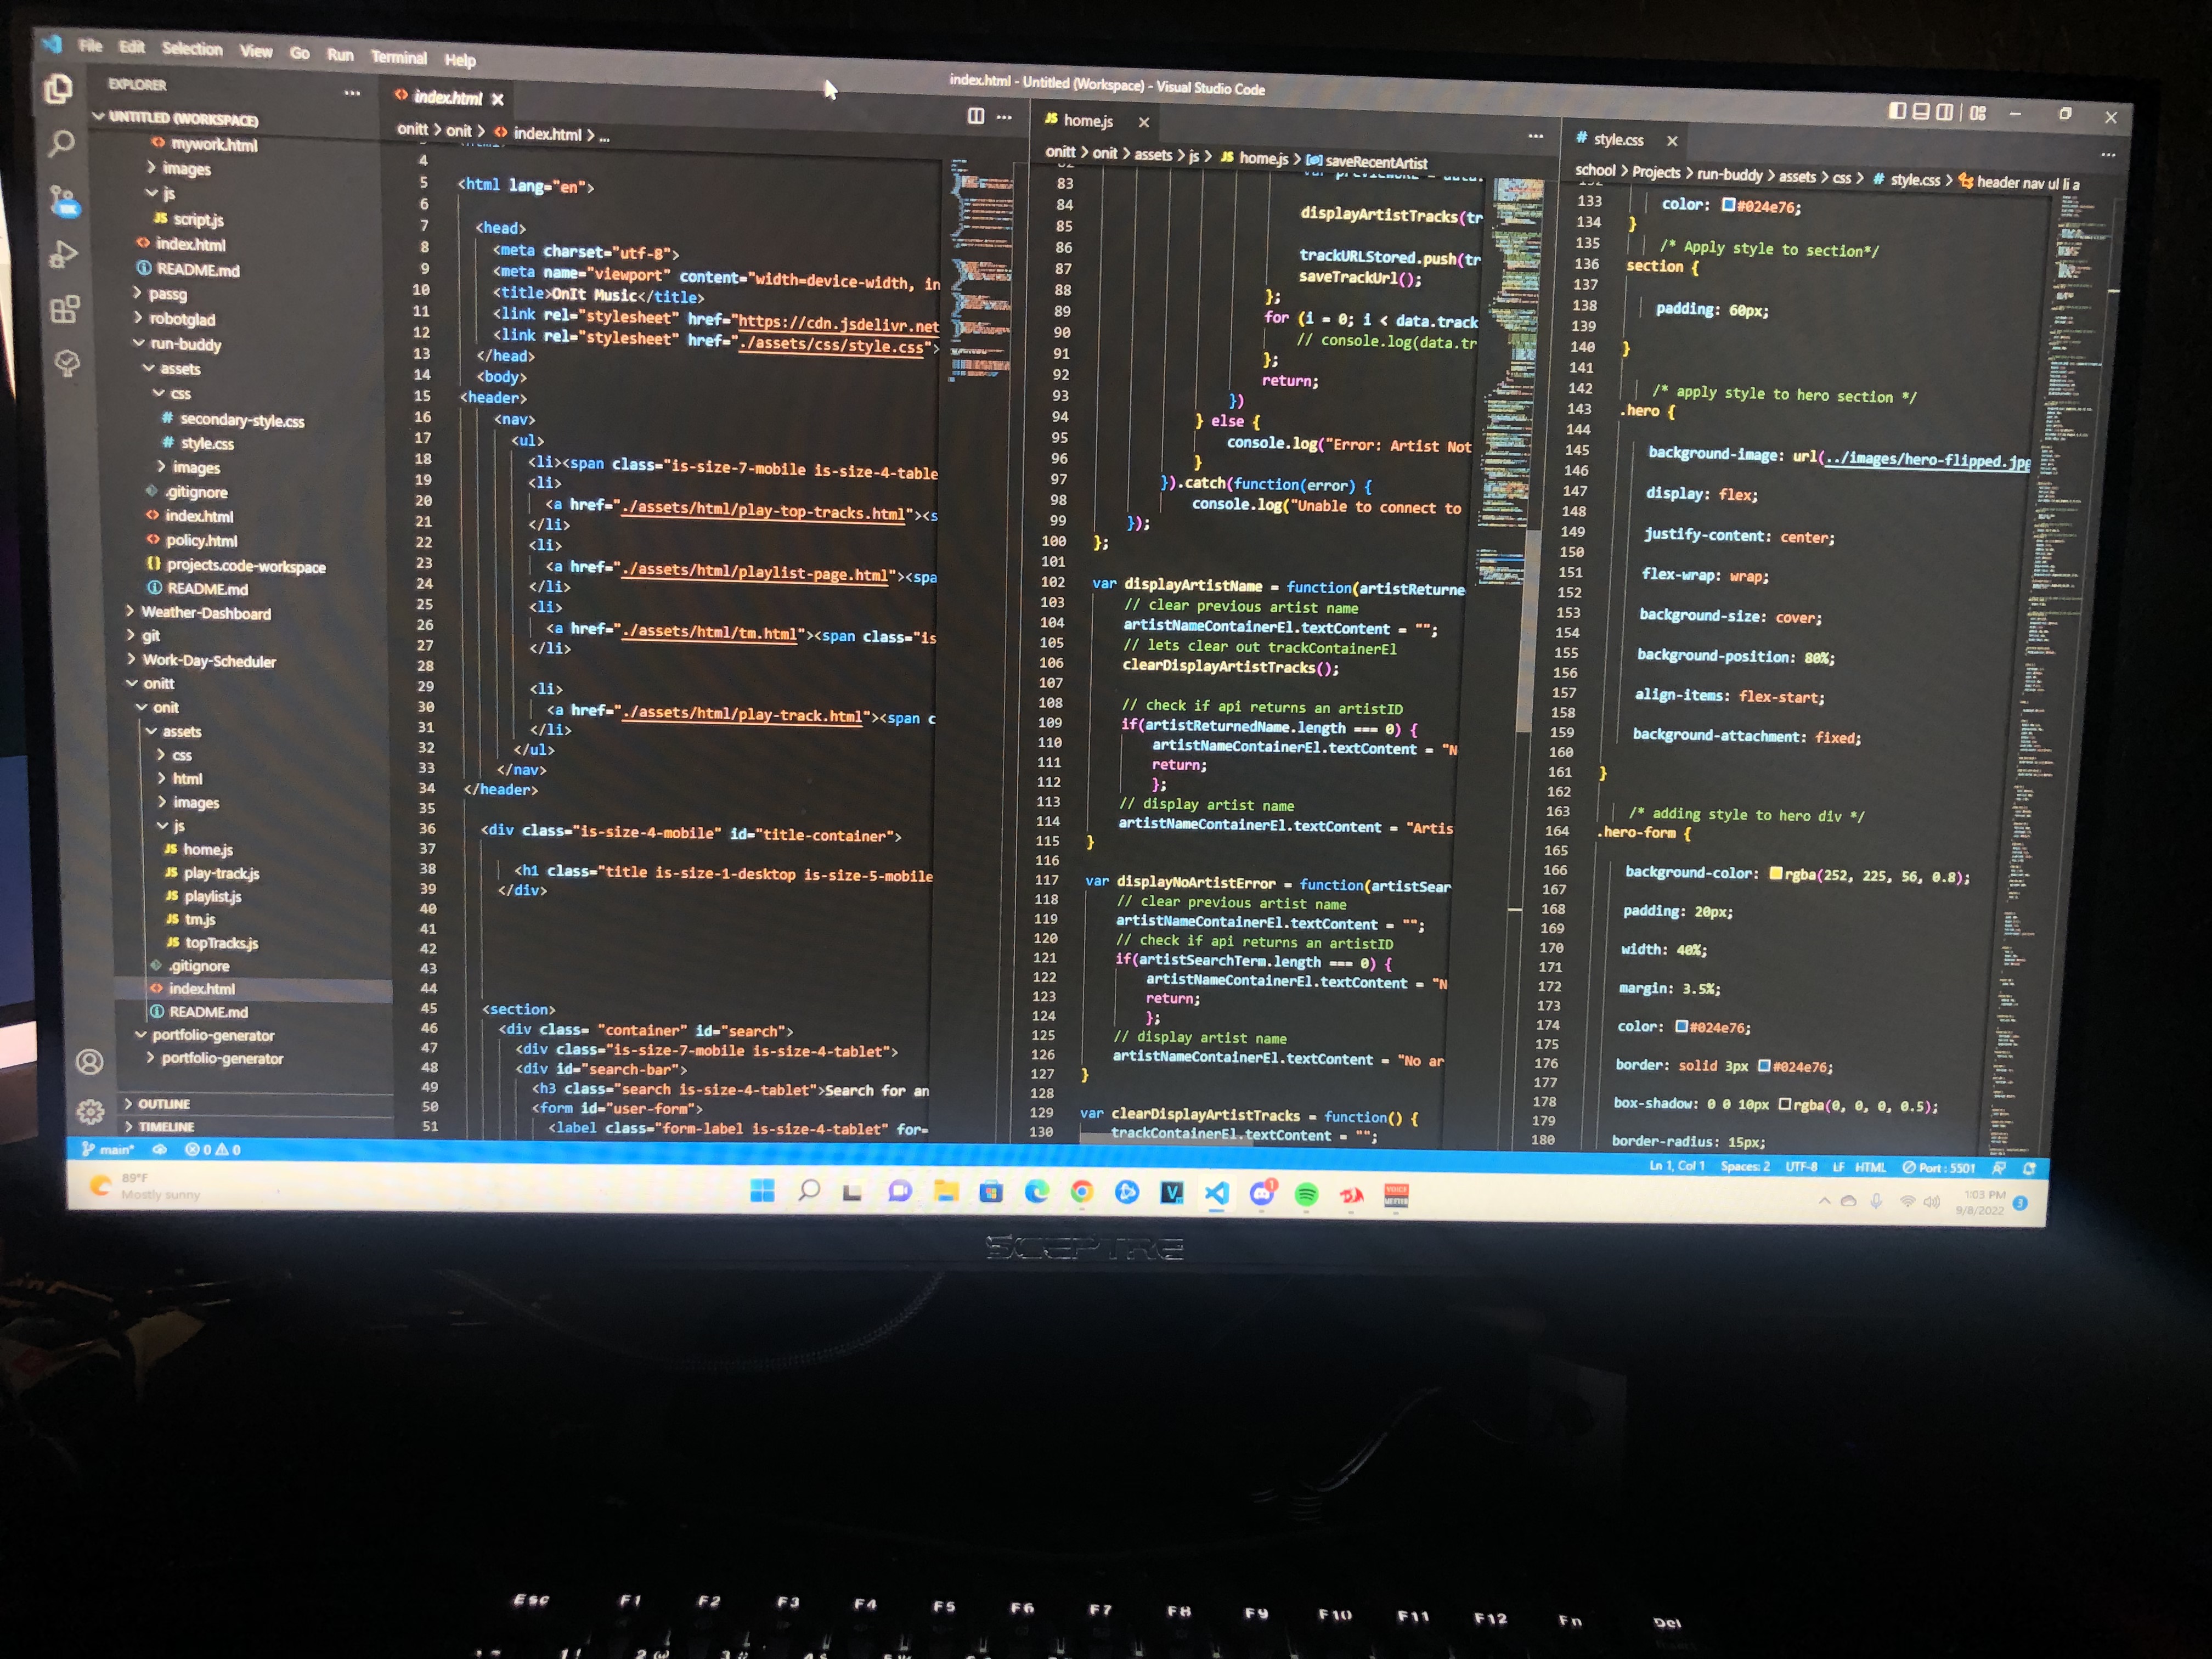 File Edit Selection View Go Run Terminal Help
index.html - Untitled (Workspace) - Visual Studio Code
EXPLORER
UNTITLED (WORKSPACE)
mywork.html
images
js
JS script.js
index.html
README.md
passg
robotglad
run-buddy
assets
css
# secondary-style.css
# style.css
images
.gitignore
index.html
policy.html
{} projects.code-workspace
README.md
Weather-Dashboard
git
Work-Day-Scheduler
onitt
onit
assets
css
html
images
js
JS home.js
JS play-track.js
JS playlist.js
JS tm.js
JS topTracks.js
.gitignore
index.html
README.md
portfolio-generator
portfolio-generator
OUTLINE
TIMELINE
index.html
onitt > onit > index.html > ...
4
5 <html lang="en">
6
7 <head>
8 <meta charset="utf-8">
9 <meta name="viewport" content="width=device-width, in
10 <title>OnIt Music</title>
11 <link rel="stylesheet" href="https://cdn.jsdelivr.net
12 <link rel="stylesheet" href="./assets/css/style.css">
13 </head>
14 <body>
15 <header>
16 <nav>
17 <ul>
18 <li><span class="is-size-7-mobile is-size-4-table
19 <li>
20 <a href="./assets/html/play-top-tracks.html"><s
21 </li>
22 <li>
23 <a href="./assets/html/playlist-page.html"><spa
24 </li>
25 <li>
26 <a href="./assets/html/tm.html"><span class="is
27 </li>
28
29 <li>
30 <a href="./assets/html/play-track.html"><span c
31 </li>
32 </ul>
33 </nav>
34 </header>
35
36 <div class="is-size-4-mobile" id="title-container">
37
38 <h1 class="title is-size-1-desktop is-size-5-mobile
39 </div>
40
41
42
43
44
45 <section>
46 <div class= "container" id="search">
47 <div class="is-size-7-mobile is-size-4-tablet">
48 <div id="search-bar">
49 <h3 class="search is-size-4-tablet">Search for an
50 <form id="user-form">
51 <label class="form-label is-size-4-tablet" for=
JS home.js
onitt > onit > assets > js > JS home.js > saveRecentArtist
83
84 displayArtistTracks(tr
85
86 trackURLStored.push(tr
87 saveTrackUrl();
88 };
89 for (i = 0; i < data.track
90 // console.log(data.tr
91 };
92 return;
93 })
94 } else {
95 console.log("Error: Artist Not
96 }
97 }).catch(function(error) {
98 console.log("Unable to connect to
99 });
100 };
101
102 var displayArtistName = function(artistReturne
103 // clear previous artist name
104 artistNameContainerEl.textContent = "";
105 // lets clear out trackContainerEl
106 clearDisplayArtistTracks();
107
108 // check if api returns an artistID
109 if(artistReturnedName.length === 0) {
110 artistNameContainerEl.textContent = "N
111 return;
112 };
113 // display artist name
114 artistNameContainerEl.textContent = "Artis
115 }
116
117 var displayNoArtistError = function(artistSear
118 // clear previous artist name
119 artistNameContainerEl.textContent = "";
120 // check if api returns an artistID
121 if(artistSearchTerm.length === 0) {
122 artistNameContainerEl.textContent = "N
123 return;
124 };
125 // display artist name
126 artistNameContainerEl.textContent = "No ar
127 }
128
129 var clearDisplayArtistTracks = function() {
130 trackContainerEl.textContent = "";
# style.css
school > Projects > run-buddy > assets > css > # style.css > header nav ul li a
133 color: #024e76;
134 }
135 /* Apply style to section*/
136 section {
137
138 padding: 60px;
139
140 }
141
142 /* apply style to hero section */
143 .hero {
144
145 background-image: url(../images/hero-flipped.jpe
146
147 display: flex;
148
149 justify-content: center;
150
151 flex-wrap: wrap;
152
153 background-size: cover;
154
155 background-position: 80%;
156
157 align-items: flex-start;
158
159 background-attachment: fixed;
160
161 }
162
163 /* adding style to hero div */
164 .hero-form {
165
166 background-color: rgba(252, 225, 56, 0.8);
167
168 padding: 20px;
169
170 width: 40%;
171
172 margin: 3.5%;
173
174 color: #024e76;
175
176 border: solid 3px #024e76;
177
178 box-shadow: 0 0 10px rgba(0, 0, 0, 0.5);
179
180 border-radius: 15px;
main* 0 0
Ln 1, Col 1 Spaces: 2 UTF-8 LF HTML Port : 5501
89°F
Mostly sunny
1:03 PM
9/8/2022
3
SCEPTRE
Esc F1 F2 F3 F4 F5 F6 F7 F8 F9 F10 F11 F12 Fn Del